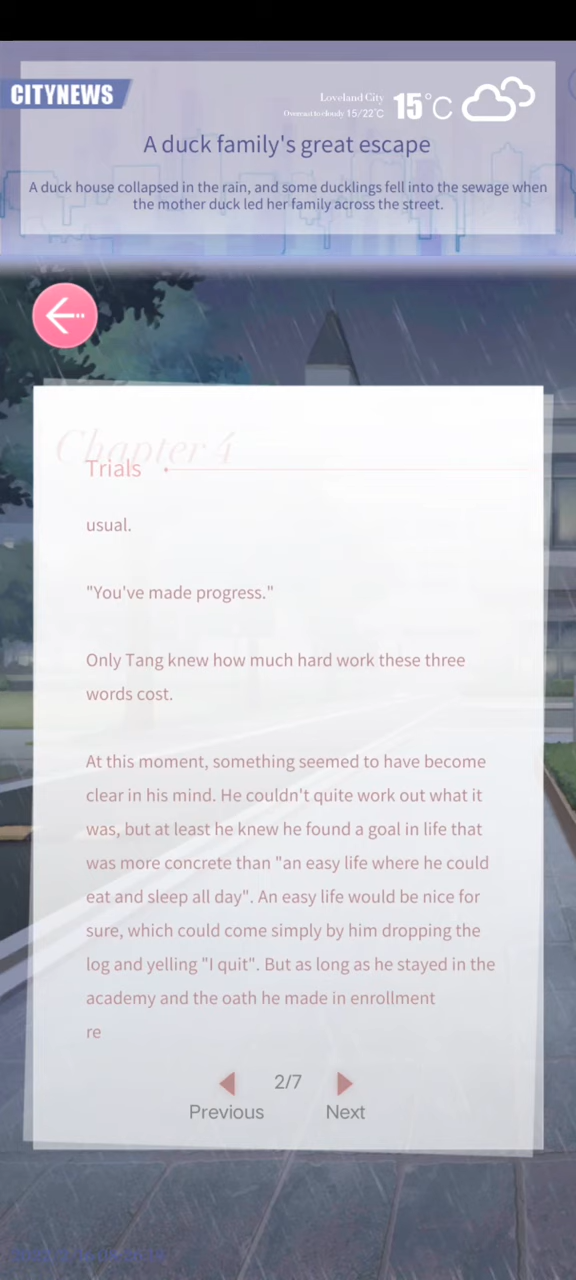 CITYNEWS
Loveland City
Overcast to cloudy 15/22°C
15°C
A duck family's great escape
A duck house collapsed in the rain, and some ducklings fell into the sewage when
the mother duck led her family across the street.
Chapter 4
Trials
usual.
"You've made progress."
Only Tang knew how much hard work these three
words cost.
At this moment, something seemed to have become
clear in his mind. He couldn't quite work out what it
was, but at least he knew he found a goal in life that
was more concrete than "an easy life where he could
eat and sleep all day". An easy life would be nice for
sure, which could come simply by him dropping the
log and yelling "I quit". But as long as he stayed in the
academy and the oath he made in enrollment
re
2/7
Previous
Next